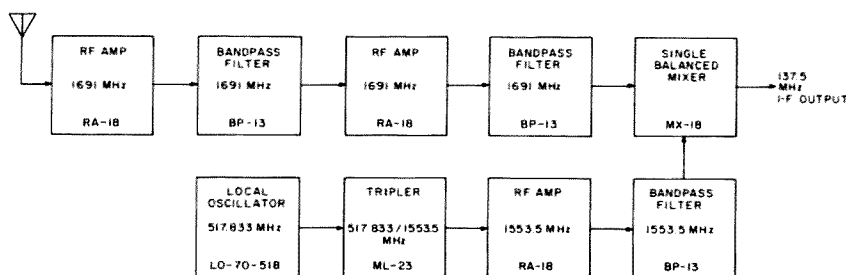 RF AMP
1691 MHz
RA-18
BANDPASS
FILTER
1691 MHz
BP-13
RF AMP
1691 MHz
RA-18
BANDPASS
FILTER
1691 MHz
BP-13
SINGLE
BALANCED
MIXER
MX-18
137.5
MHz
I-F OUTPUT
LOCAL
OSCILLATOR
517.833 MHz
LO-70-518
TRIPLER
517.833/1553.5
MHz
ML-23
RF AMP
1553.5 MHz
RA-18
BANDPASS
FILTER
1553.5 MHz
BP-13